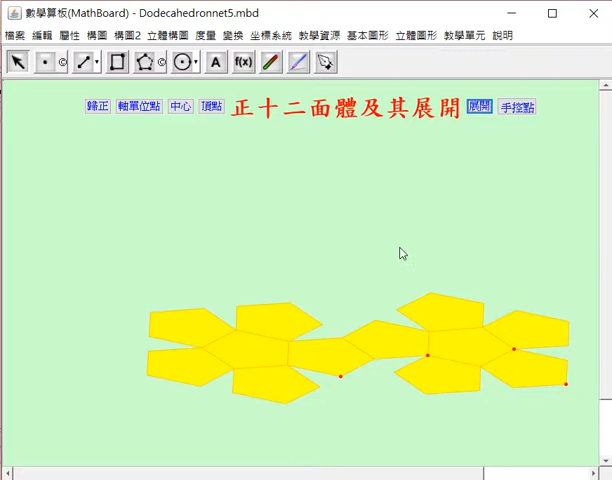 數學算板(MathBoard) - Dodecahedronnet5.mbd
檔案 編輯 屬性 構圖 構圖2 立體構圖 度量 變換 坐標系統 教學資源 基本圖形 立體圖形 教學單元 說明
© © A f(x)
歸正 軸單位點 中心 頂點 正十二面體及其展開 展開 手控點